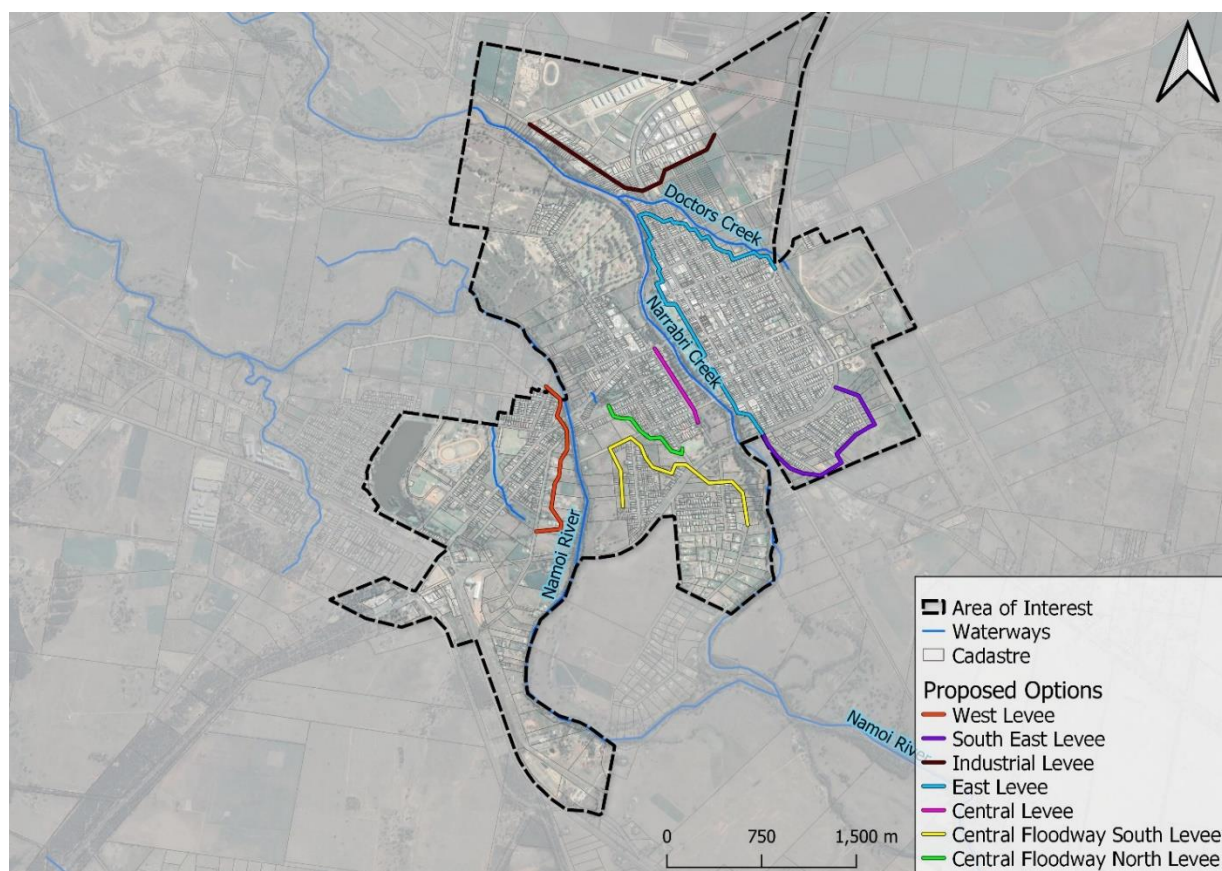 Doctors Creek
Narrabri Creek
Namoi River
Namoi River
Area of Interest
Waterways
Cadastre
Proposed Options
West Levee
South East Levee
Industrial Levee
East Levee
Central Levee
Central Floodway South Levee
Central Floodway North Levee
0 750 1,500 m